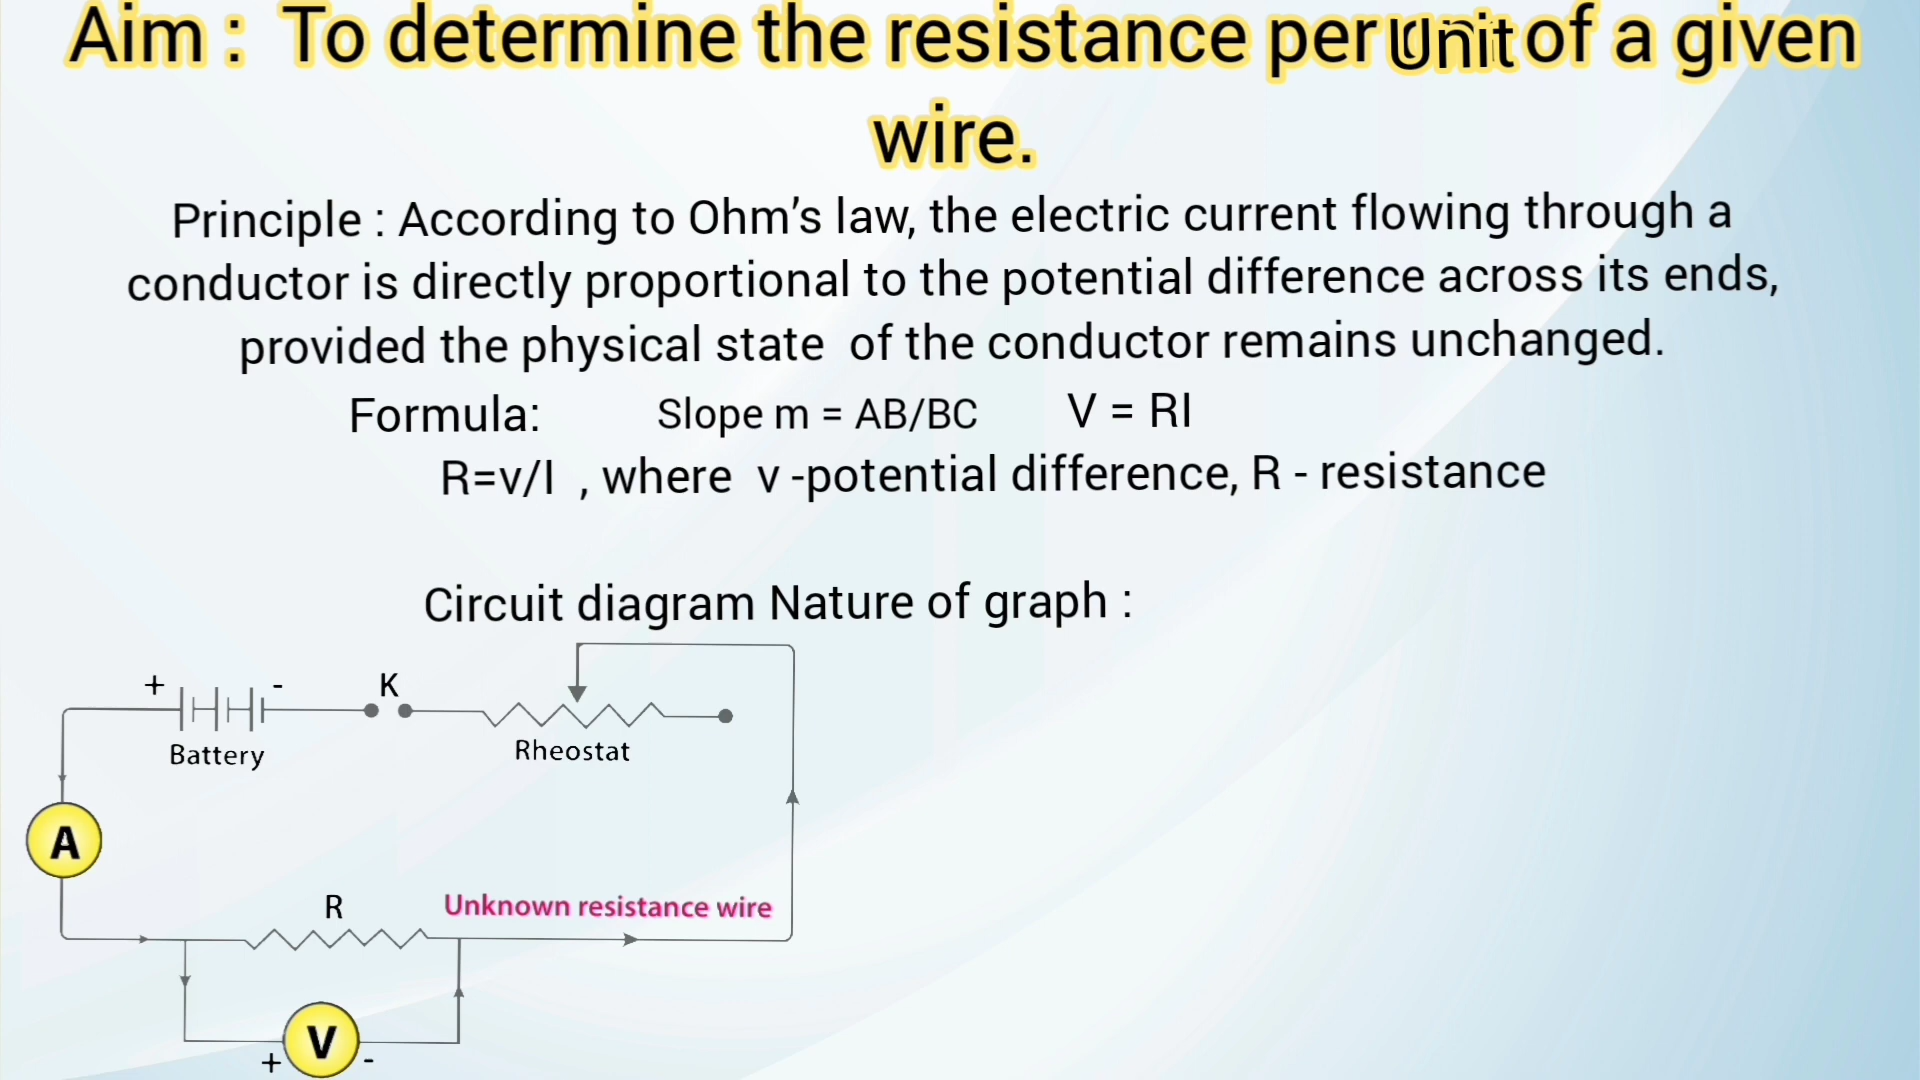 Aim : To determine the resistance per Unit of a given
wire.
Principle : According to Ohm’s law, the electric current flowing through a
conductor is directly proportional to the potential difference across its ends,
provided the physical state of the conductor remains unchanged.
Formula: Slope m = AB/BC V = RI
R=v/I , where v -potential difference, R - resistance
Circuit diagram Nature of graph :
+ - K
Battery Rheostat
A
R Unknown resistance wire
V
+ -